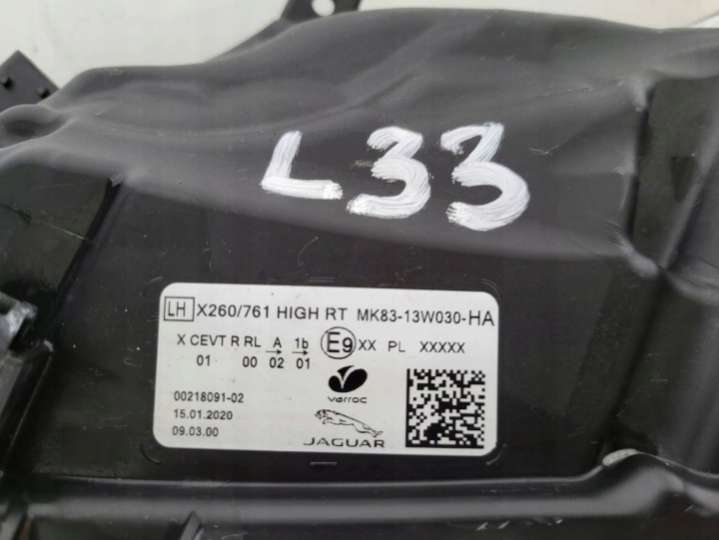 L33
LH X260/761 HIGH RT MK83-13W030-HA
X CEVT R RL A 1b E9 XX PL XXXXX
01 00 02 01
00218091-02
15.01.2020
09.03.00
varroc
JAGUAR